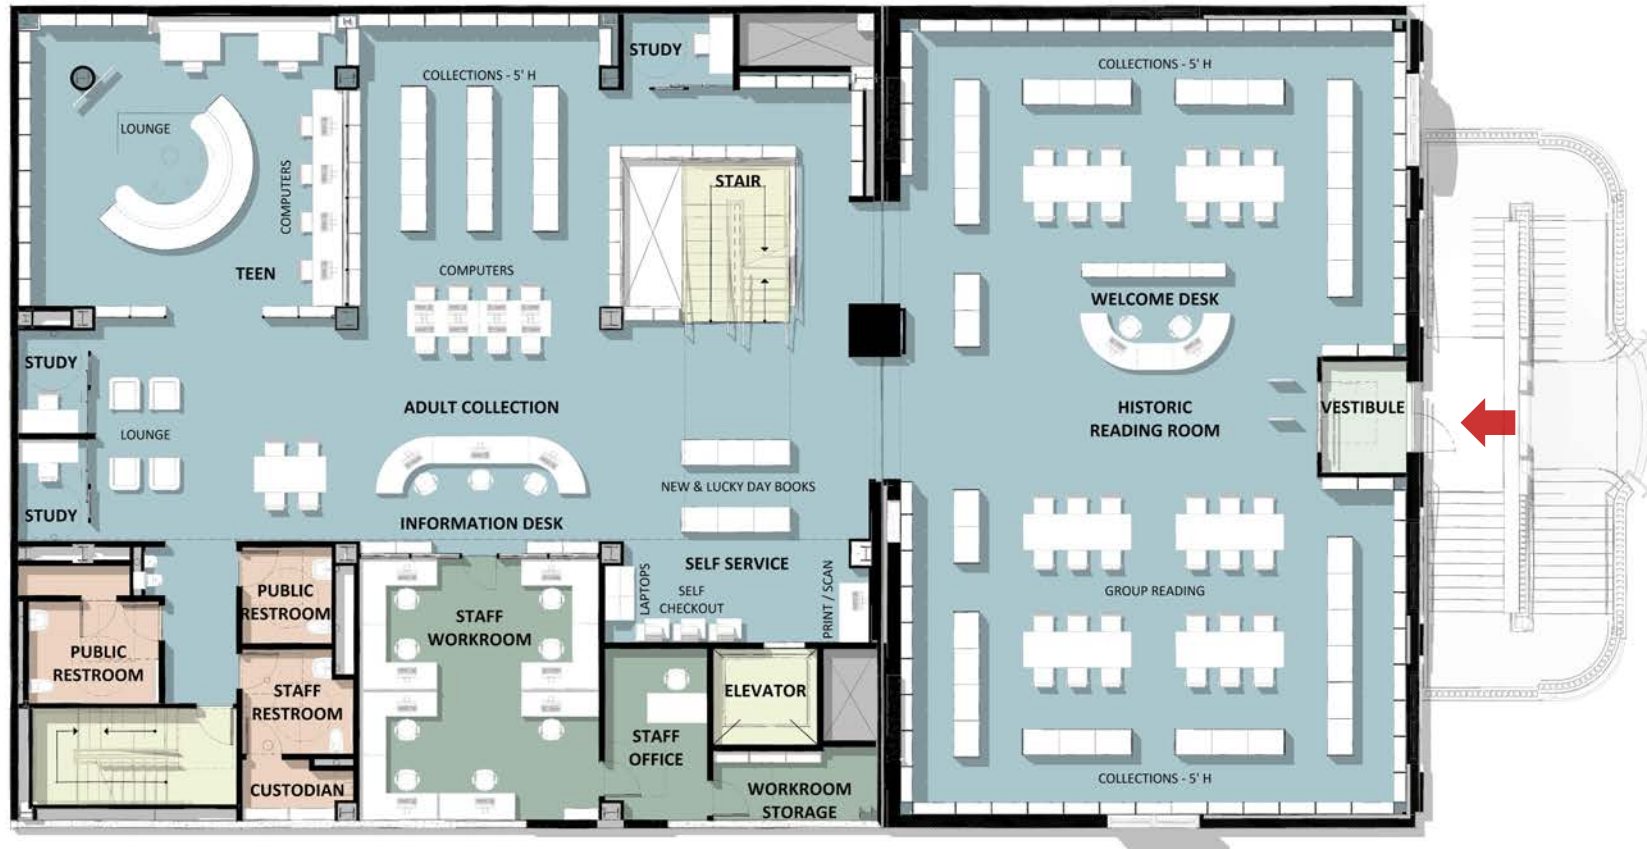 STUDY
COLLECTIONS - 5' H
LOUNGE
COMPUTERS
TEEN
COMPUTERS
STAIR
COLLECTIONS - 5' H
WELCOME DESK
HISTORIC
READING ROOM
VESTIBULE
STUDY
LOUNGE
STUDY
ADULT COLLECTION
INFORMATION DESK
NEW & LUCKY DAY BOOKS
SELF SERVICE
LAPTOPS
SELF
CHECKOUT
PRINT / SCAN
GROUP READING
PUBLIC
RESTROOM
PUBLIC
RESTROOM
STAFF
RESTROOM
CUSTODIAN
STAFF
WORKROOM
STAFF
OFFICE
ELEVATOR
WORKROOM
STORAGE
COLLECTIONS - 5' H